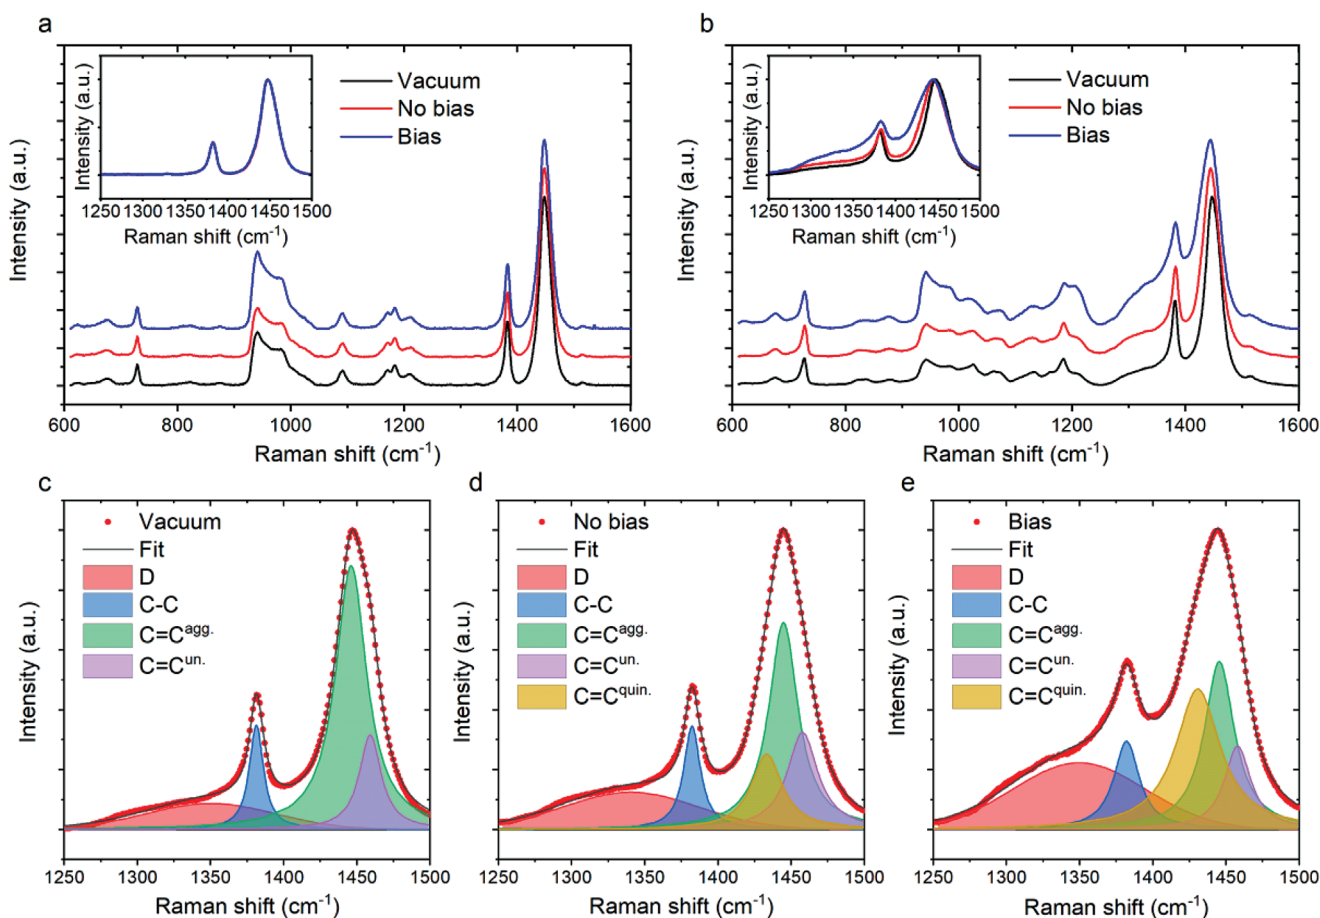 a
Intensity (a.u.)
Vacuum
No bias
Bias
Intensity (a.u.)
1250 1300 1350 1400 1450 1500
Raman shift (cm-1)
600 800 1000 1200 1400 1600
Raman shift (cm-1)
b
Intensity (a.u.)
Vacuum
No bias
Bias
Intensity (a.u.)
1250 1300 1350 1400 1450 1500
Raman shift (cm-1)
600 800 1000 1200 1400 1600
Raman shift (cm-1)
c
Intensity (a.u.)
Vacuum
Fit
D
C-C
C=Cagg.
C=Cun.
1250 1300 1350 1400 1450 1500
Raman shift (cm-1)
d
Intensity (a.u.)
No bias
Fit
D
C-C
C=Cagg.
C=Cun.
C=Cquin.
1250 1300 1350 1400 1450 1500
Raman shift (cm-1)
e
Intensity (a.u.)
Bias
Fit
D
C-C
C=Cagg.
C=Cun.
C=Cquin.
1250 1300 1350 1400 1450 1500
Raman shift (cm-1)